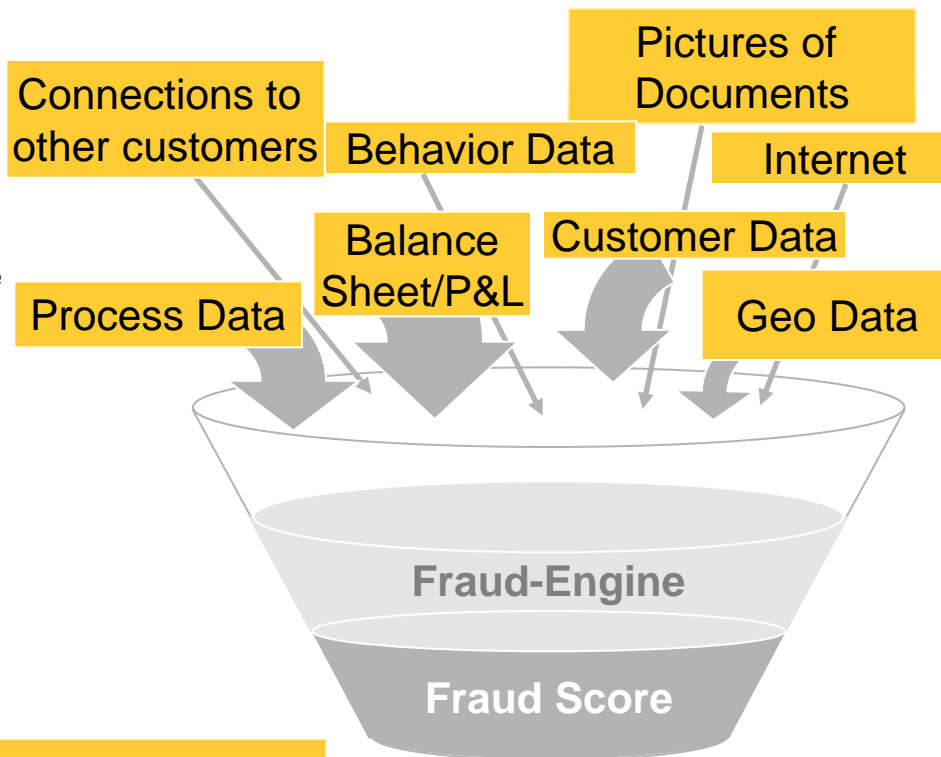 Pictures of
Documents
Connections to
other customers
Behavior Data
Internet
Balance
Sheet/P&L
Customer Data
Process Data
Geo Data
Fraud-Engine
Fraud Score